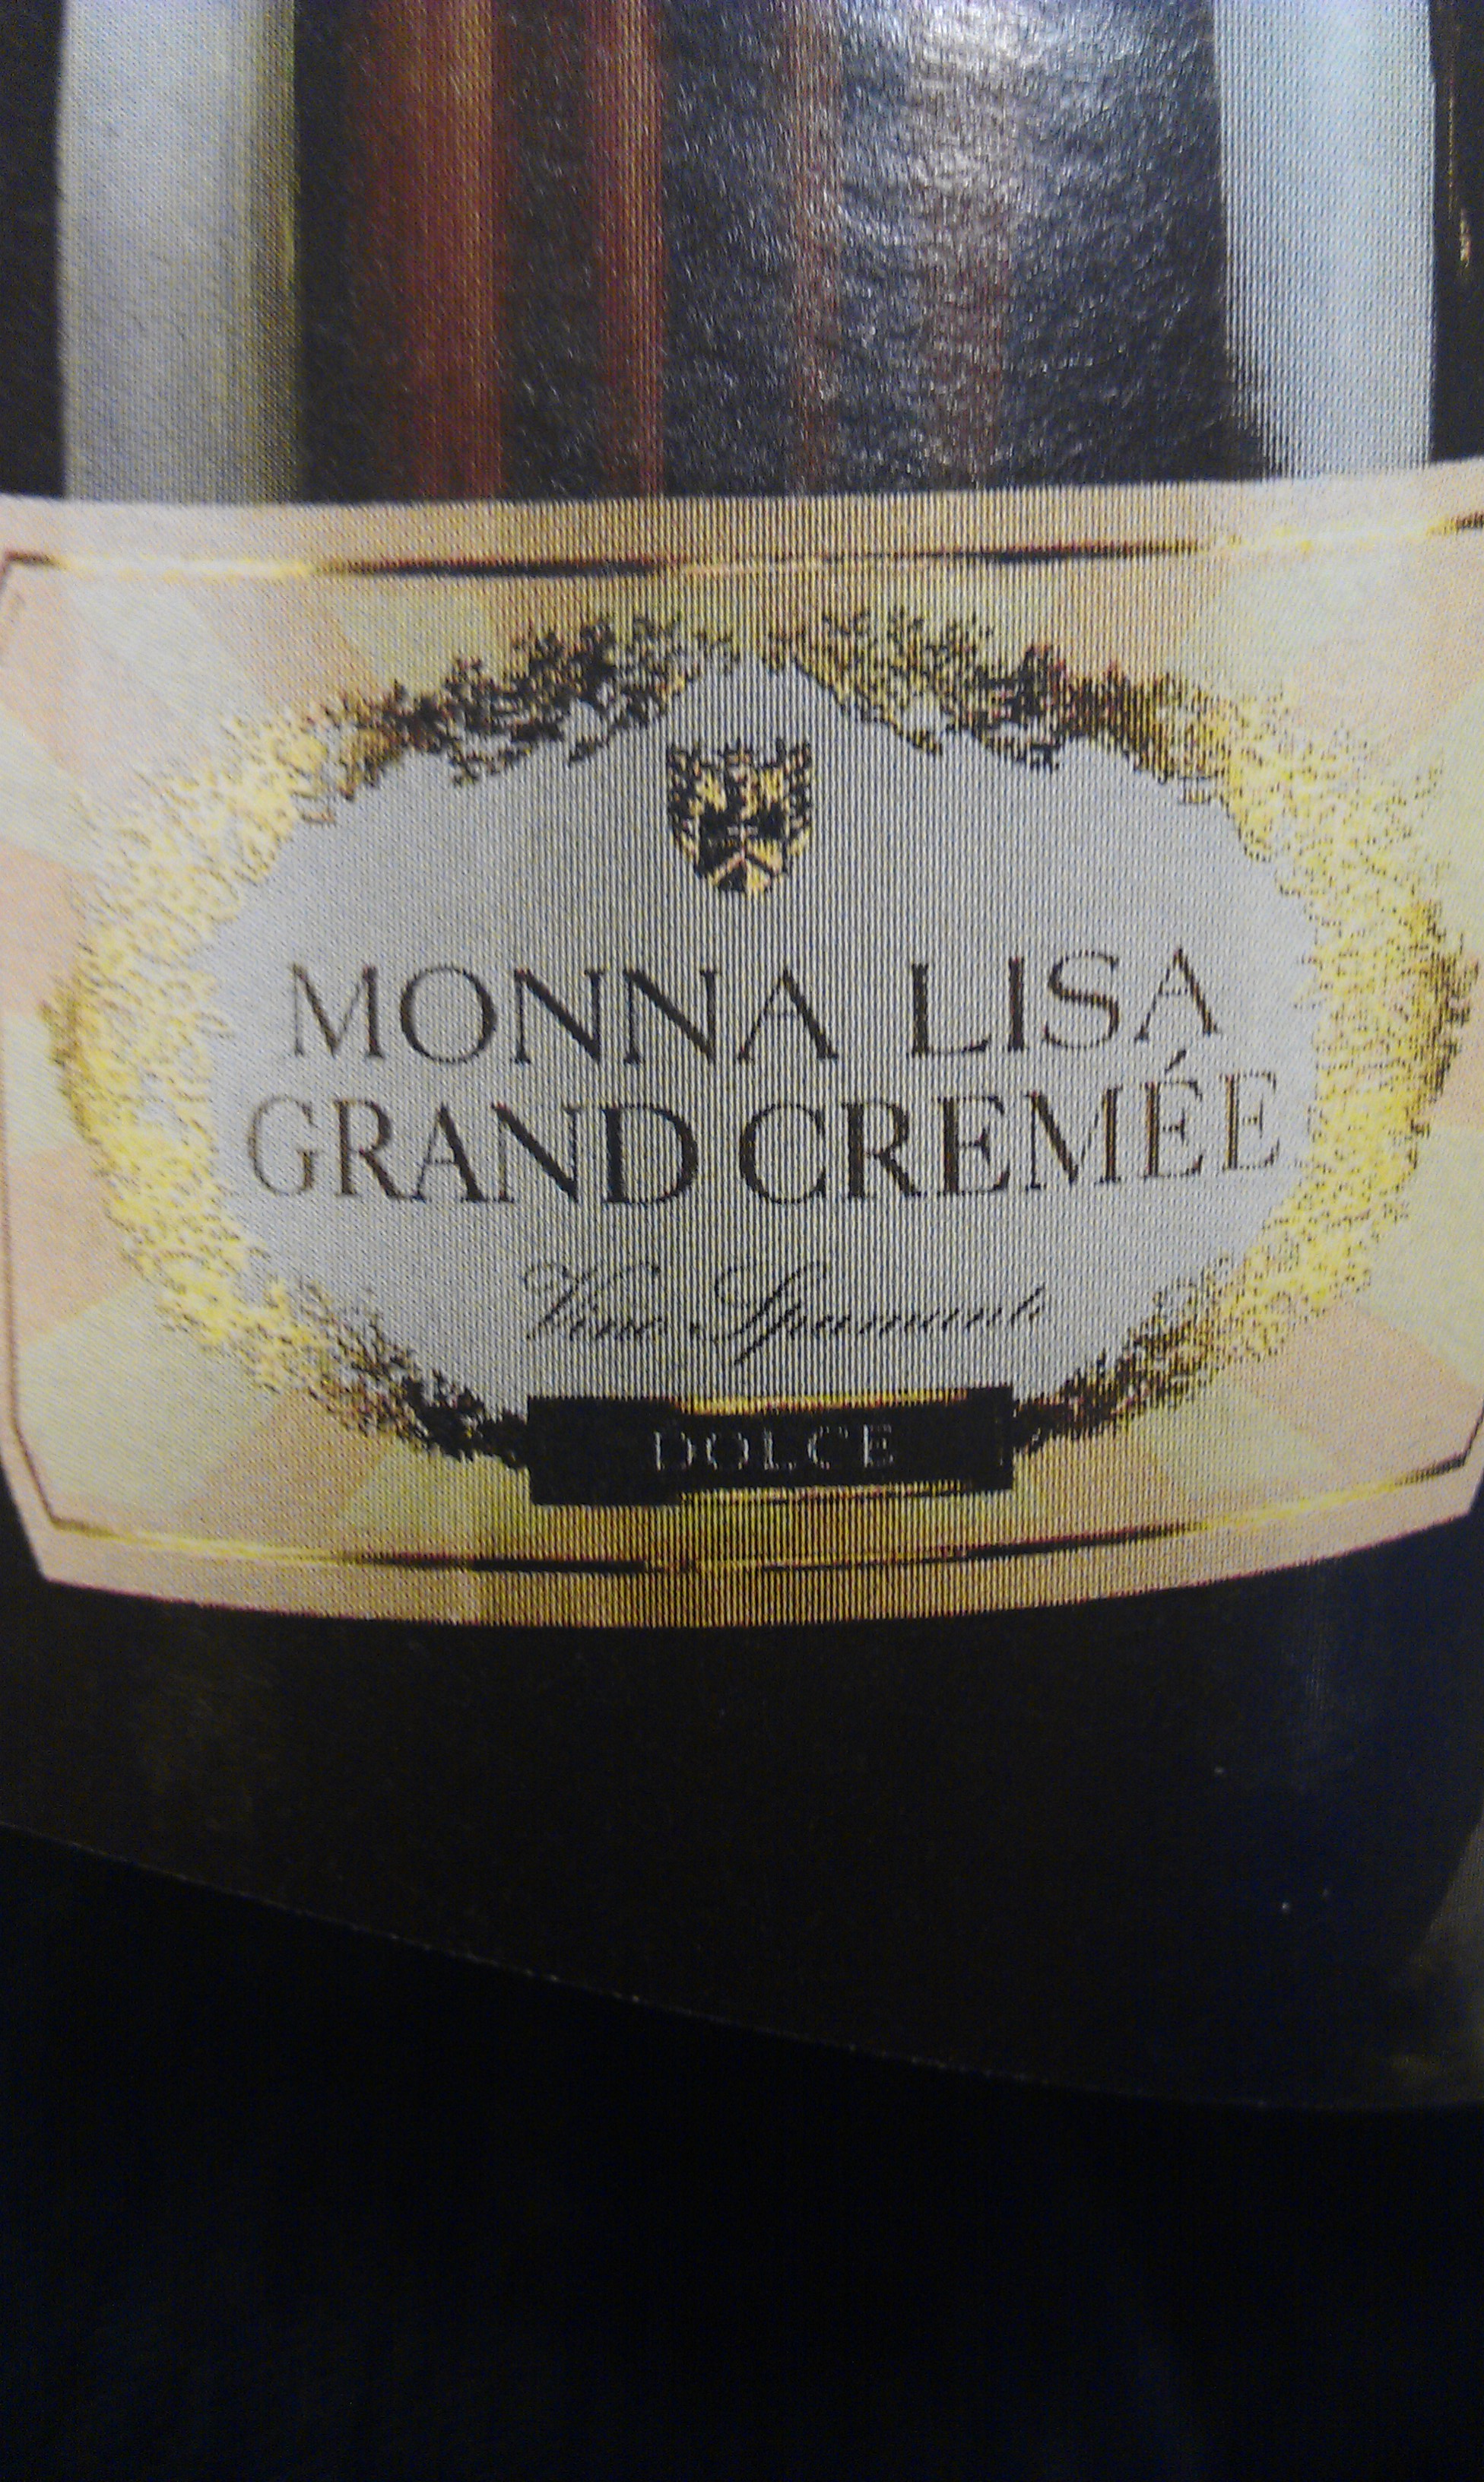 MONNA LISA
GRAND CREMÉE
Vino Spumante
DOLCE